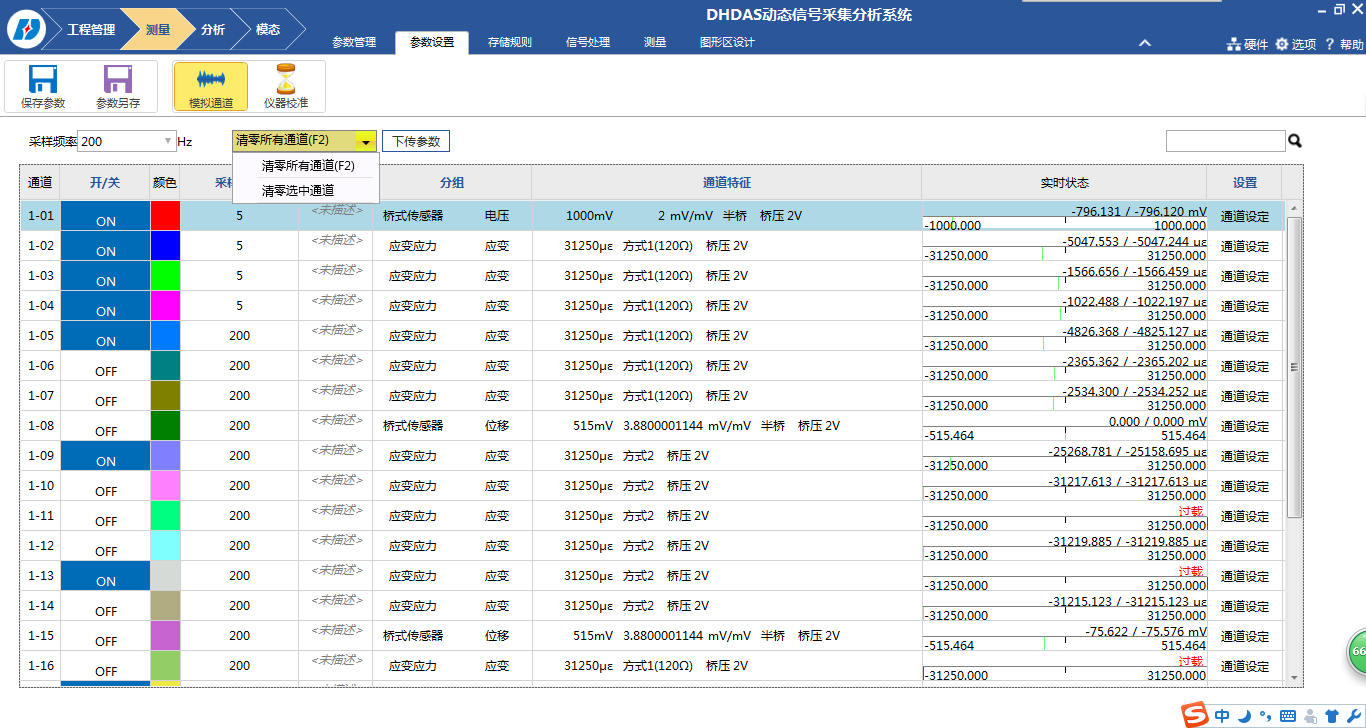 DHDAS动态信号采集分析系统
工程管理 测量 分析 模态
参数管理 参数设置 存储规则 信号处理 测量 图形区设计
硬件 选项 ? 帮助
保存参数 参数另存 模拟通道 仪器校准
采样频率 200 Hz 清零所有通道(F2) 下传参数
清零所有通道(F2)
清零选中通道
通道 开/关 颜色 采 分组 通道特征 实时状态 设置
1-01 ON 5 <未描述> 桥式传感器 电压 1000mV 2 mV/mV 半桥 桥压 2V -796.131 / -796.120 mV -1000.000 1000.000 通道设定
1-02 ON 5 <未描述> 应变应力 应变 31250με 方式1(120Ω) 桥压 2V -5047.553 / -5047.244 με -31250.000 31250.000 通道设定
1-03 ON 5 <未描述> 应变应力 应变 31250με 方式1(120Ω) 桥压 2V -1566.656 / -1566.459 με -31250.000 31250.000 通道设定
1-04 ON 5 <未描述> 应变应力 应变 31250με 方式1(120Ω) 桥压 2V -1022.488 / -1022.197 με -31250.000 31250.000 通道设定
1-05 ON 200 <未描述> 应变应力 应变 31250με 方式1(120Ω) 桥压 2V -4826.368 / -4825.127 με -31250.000 31250.000 通道设定
1-06 OFF 200 <未描述> 应变应力 应变 31250με 方式1(120Ω) 桥压 2V -2365.362 / -2365.202 με -31250.000 31250.000 通道设定
1-07 OFF 200 <未描述> 应变应力 应变 31250με 方式1(120Ω) 桥压 2V -2534.300 / -2534.252 με -31250.000 31250.000 通道设定
1-08 OFF 200 <未描述> 桥式传感器 位移 515mV 3.8800001144 mV/mV 半桥 桥压 2V 0.000 / 0.000 mV -515.464 515.464 通道设定
1-09 ON 200 <未描述> 应变应力 应变 31250με 方式2 桥压 2V -25268.781 / -25158.695 με -31250.000 31250.000 通道设定
1-10 OFF 200 <未描述> 应变应力 应变 31250με 方式2 桥压 2V -31217.613 / -31217.613 με -31250.000 31250.000 通道设定
1-11 OFF 200 <未描述> 应变应力 应变 31250με 方式2 桥压 2V 过载 -31250.000 31250.000 通道设定
1-12 OFF 200 <未描述> 应变应力 应变 31250με 方式2 桥压 2V -31219.885 / -31219.885 με -31250.000 31250.000 通道设定
1-13 ON 200 <未描述> 应变应力 应变 31250με 方式2 桥压 2V 过载 -31250.000 31250.000 通道设定
1-14 OFF 200 <未描述> 应变应力 应变 31250με 方式2 桥压 2V -31215.123 / -31215.123 με -31250.000 31250.000 通道设定
1-15 OFF 200 <未描述> 桥式传感器 位移 515mV 3.8800001144 mV/mV 半桥 桥压 2V -75.622 / -75.576 mV -515.464 515.464 通道设定
1-16 OFF 200 <未描述> 应变应力 应变 31250με 方式1(120Ω) 桥压 2V 过载 -31250.000 31250.000 通道设定
66
S 中